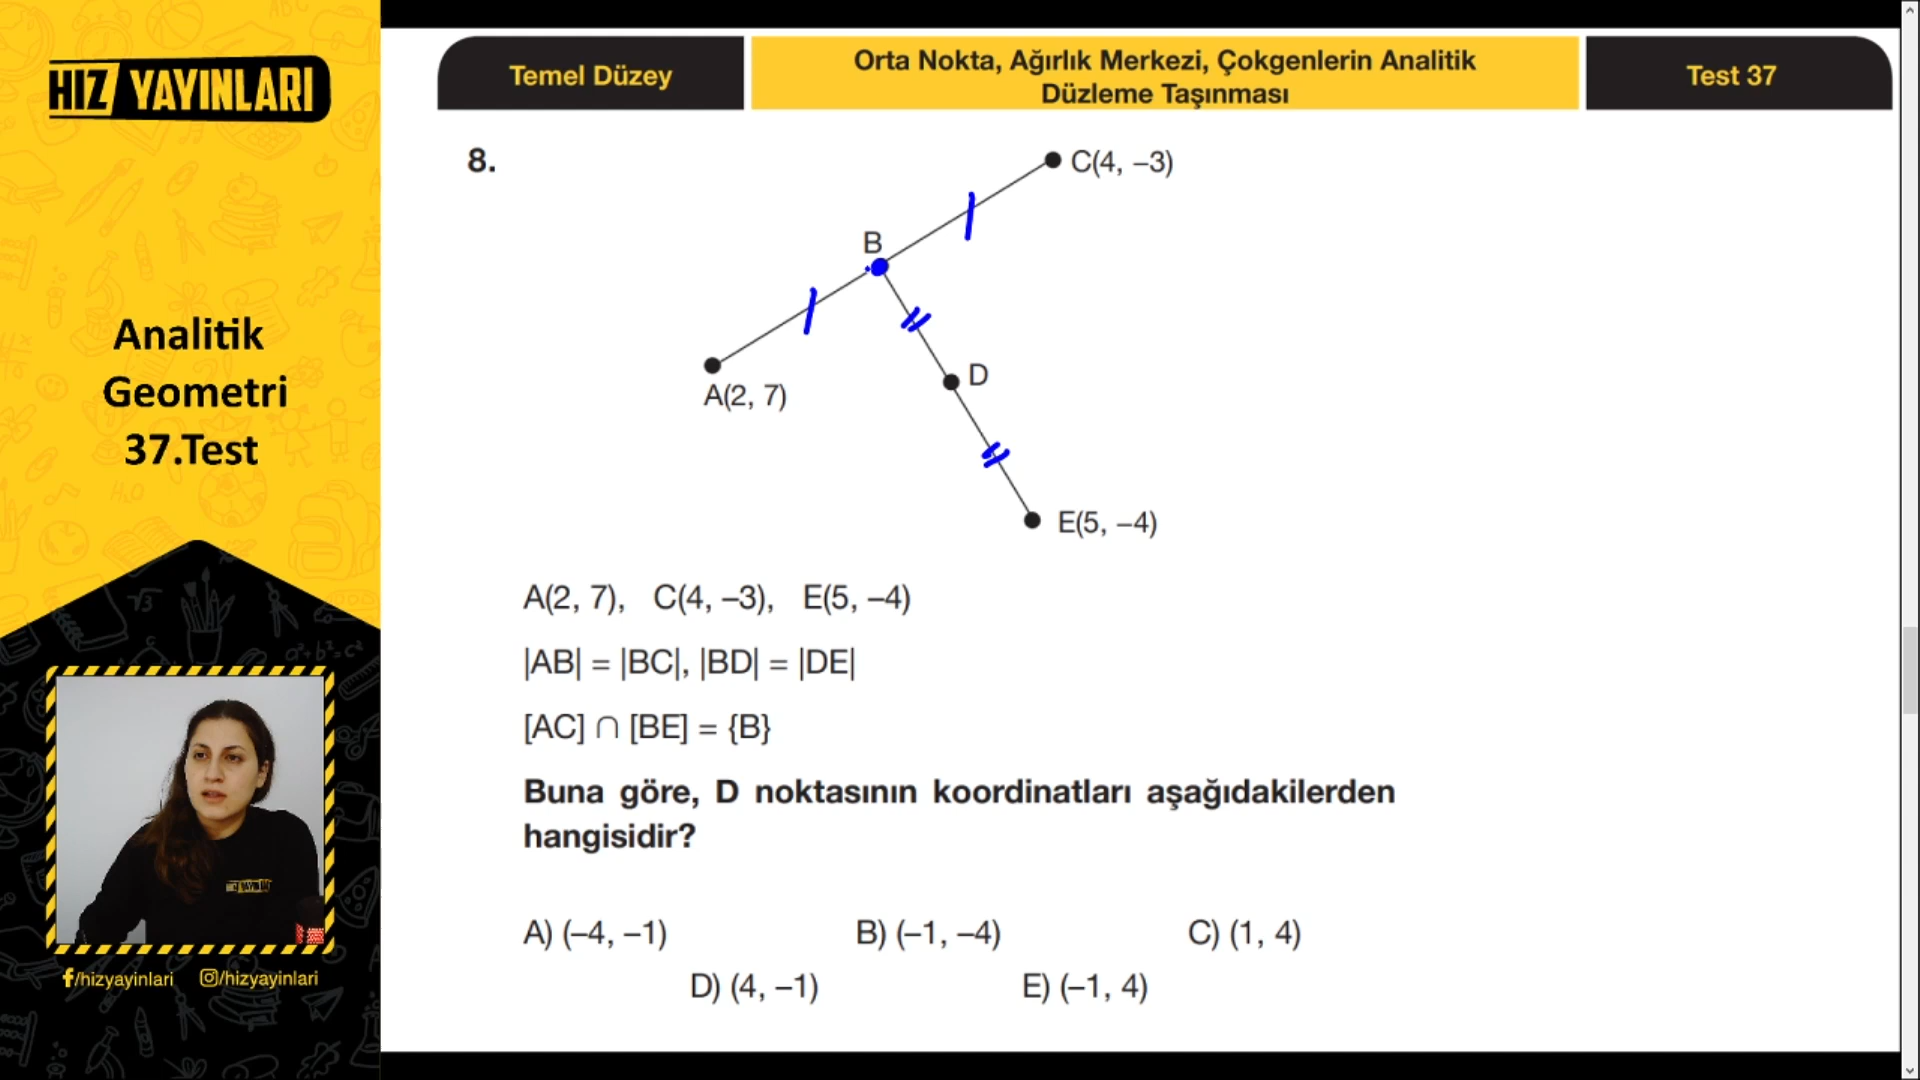 HIZ YAYINLARI
Analitik
Geometri
37.Test
f/hizyayinlari /hizyayinlari
Temel Düzey
Orta Nokta, Ağırlık Merkezi, Çokgenlerin Analitik
Düzleme Taşınması
Test 37
8.
C(4, –3)
B
D
A(2, 7)
E(5, –4)
A(2, 7), C(4, –3), E(5, –4)
|AB| = |BC|, |BD| = |DE|
[AC] ∩ [BE] = {B}
Buna göre, D noktasının koordinatları aşağıdakilerden
hangisidir?
A) (–4, –1) B) (–1, –4) C) (1, 4)
D) (4, –1) E) (–1, 4)